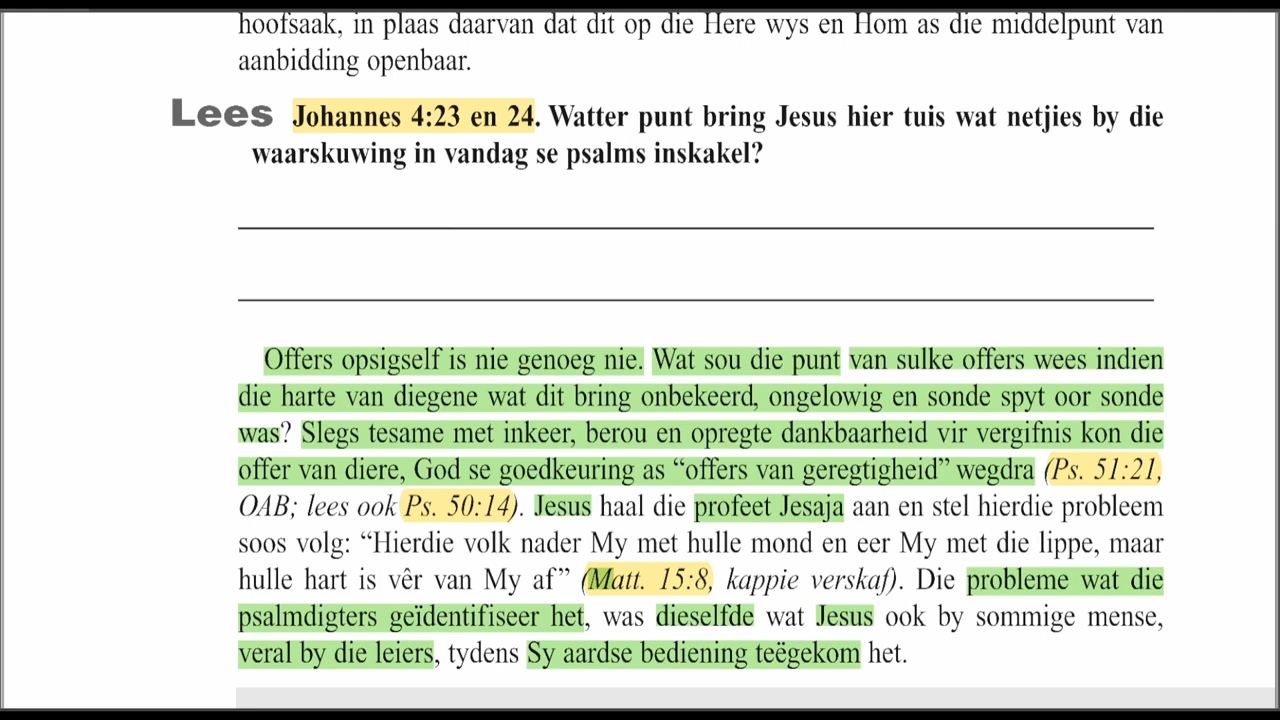 hoofsaak, in plaas daarvan dat dit op die Here wys en Hom as die middelpunt van
aanbidding openbaar.
Lees Johannes 4:23 en 24. Watter punt bring Jesus hier tuis wat netjies by die
waarskuwing in vandag se psalms inskakel?
Offers opsigself is nie genoeg nie. Wat sou die punt van sulke offers wees indien
die harte van diegene wat dit bring onbekeerd, ongelowig en sonde spyt oor sonde
was? Slegs tesame met inkeer, berou en opregte dankbaarheid vir vergifnis kon die
offer van diere, God se goedkeuring as “offers van geregtigheid” wegdra (Ps. 51:21,
OAB; lees ook Ps. 50:14). Jesus haal die profeet Jesaja aan en stel hierdie probleem
soos volg: “Hierdie volk nader My met hulle mond en eer My met die lippe, maar
hulle hart is vêr van My af” (Matt. 15:8, kappie verskaf). Die probleme wat die
psalmdigters geïdentifiseer het, was dieselfde wat Jesus ook by sommige mense,
veral by die leiers, tydens Sy aardse bediening teëgekom het.